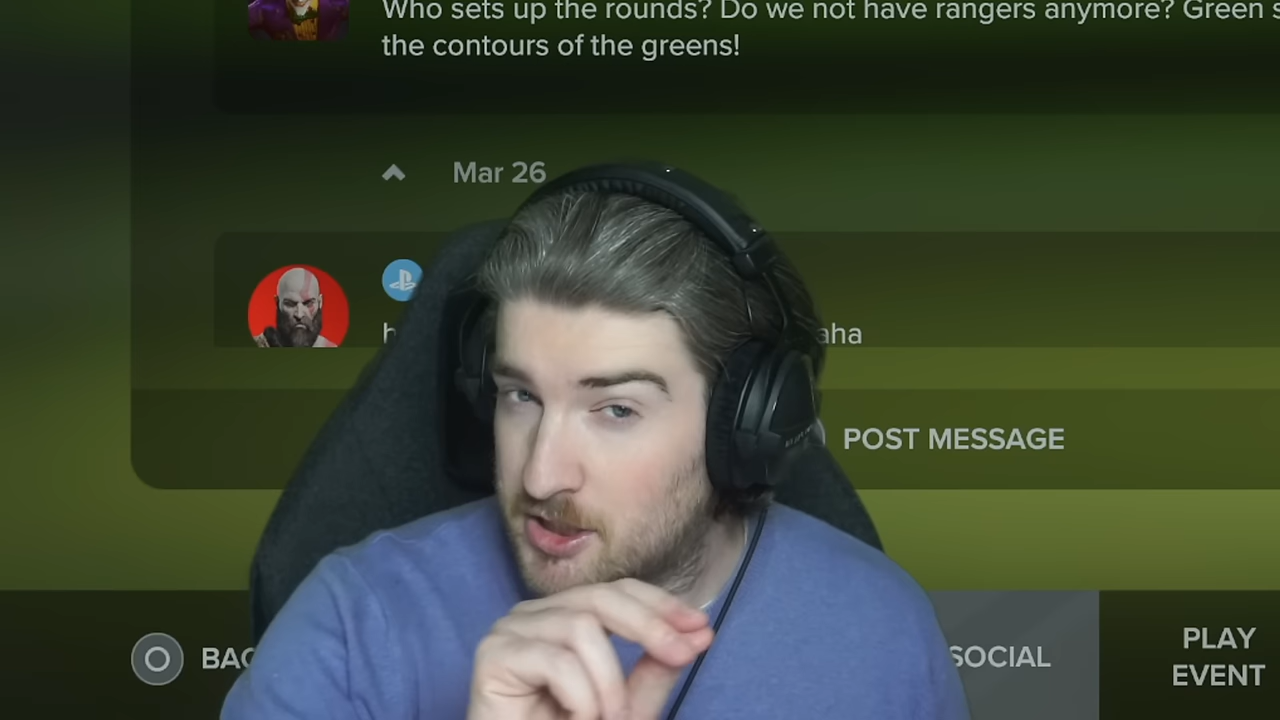 Who sets up the rounds? Do we not have rangers anymore? Green
the contours of the greens!
Mar 26
aha
POST MESSAGE
SOCIAL
PLAY
EVENT